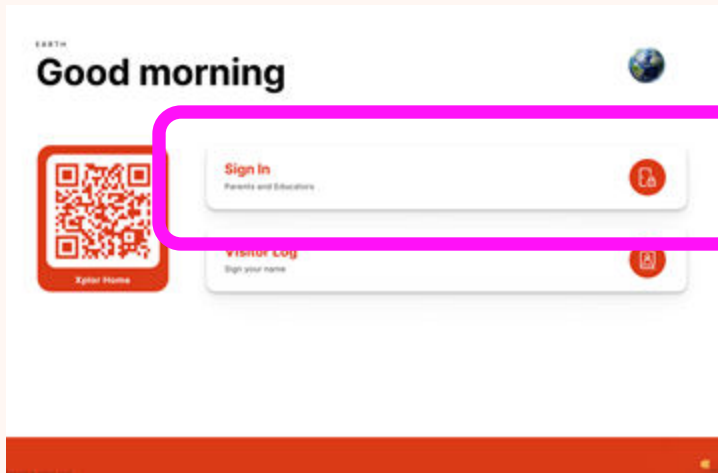 EARTH
Good morning
Sign In
Parents and Educators
Visitor Log
Sign your name
Xplor Home